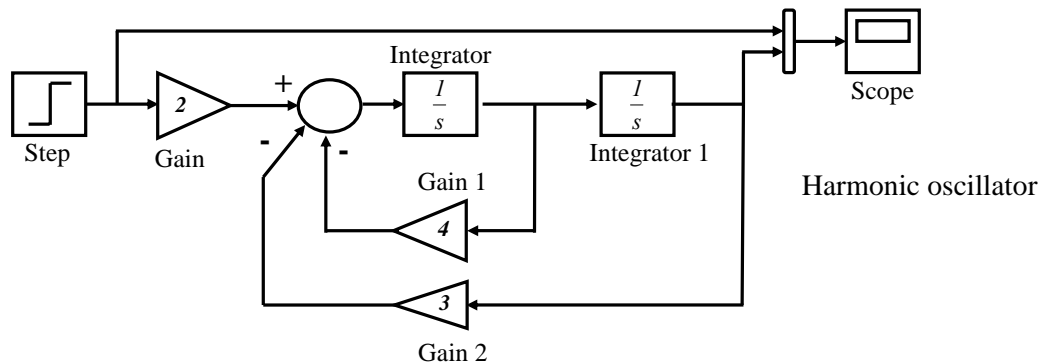 Integrator
+
2
1
s
1
s
Scope
Step
Gain
-
-
Integrator 1
Gain 1
Harmonic oscillator
4
3
Gain 2